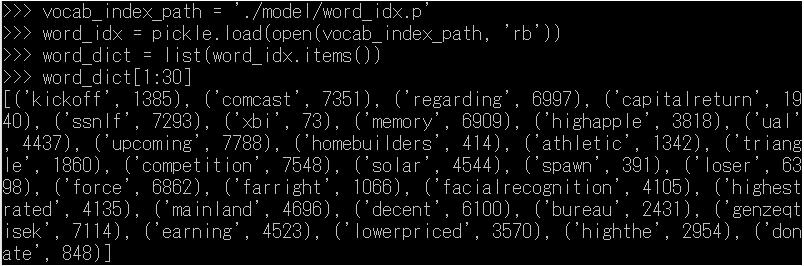 >>> vocab_index_path = './model/word_idx.p'
>>> word_idx = pickle.load(open(vocab_index_path, 'rb'))
>>> word_dict = list(word_idx.items())
>>> word_dict[1:30]
[('kickoff', 1385), ('comcast', 7351), ('regarding', 6997), ('capitalreturn', 19
40), ('ssnlf', 7293), ('xbi', 73), ('memory', 6909), ('highapple', 3818), ('ual'
, 4437), ('upcoming', 7788), ('homebuilders', 414), ('athletic', 1342), ('triang
le', 1860), ('competition', 7548), ('solar', 4544), ('spawn', 391), ('loser', 63
98), ('force', 6862), ('farright', 1066), ('facialrecognition', 4105), ('highest
rated', 4135), ('mainland', 4696), ('decent', 6100), ('bureau', 2431), ('genzeqt
isek', 7114), ('earning', 4523), ('lowerpriced', 3570), ('highthe', 2954), ('don
ate', 848)]